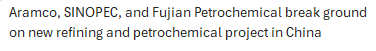 Aramco, SINOPEC, and Fujian Petrochemical break ground
on new refining and petrochemical project in China